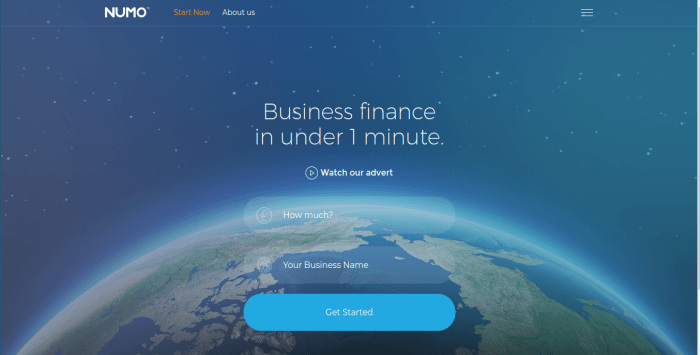 NUMO
Start Now
About us
Business finance
in under 1 minute.
Watch our advert
£ How much?
Your Business Name
Get Started